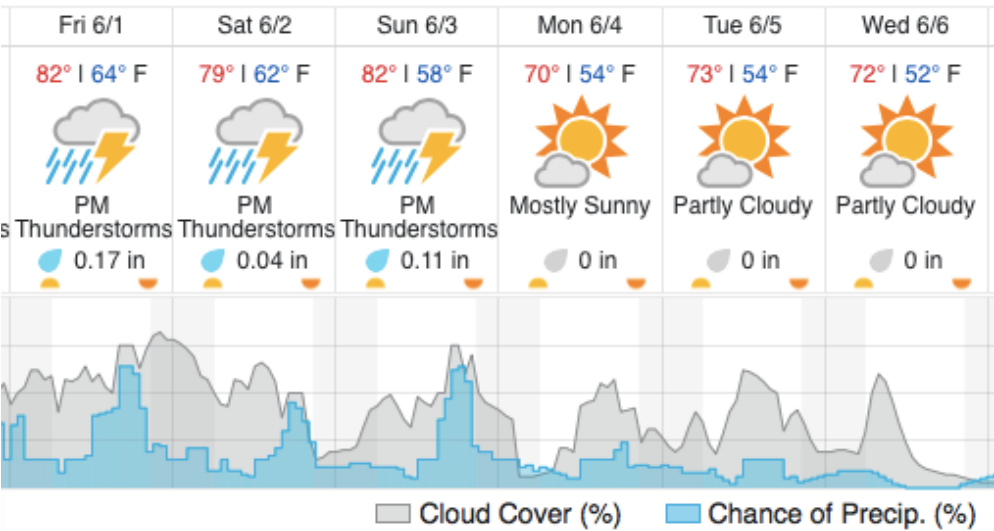 Fri 6/1 Sat 6/2 Sun 6/3 Mon 6/4 Tue 6/5 Wed 6/6
82° | 64° F 79° | 62° F 82° | 58° F 70° | 54° F 73° | 54° F 72° | 52° F
PM PM PM Mostly Sunny Partly Cloudy Partly Cloudy
s Thunderstorms Thunderstorms Thunderstorms
0.17 in 0.04 in 0.11 in 0 in 0 in 0 in
Cloud Cover (%) Chance of Precip. (%)